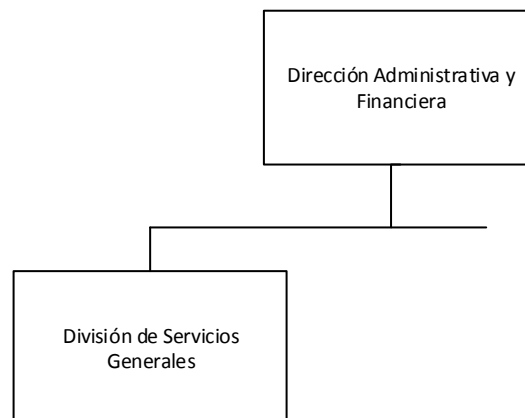 Dirección Administrativa y
Financiera
División de Servicios
Generales